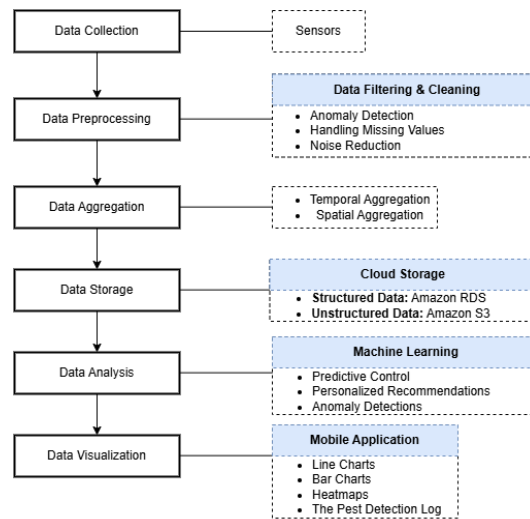 Data Collection
Sensors
Data Preprocessing
Data Filtering & Cleaning
• Anomaly Detection
• Handling Missing Values
• Noise Reduction
Data Aggregation
• Temporal Aggregation
• Spatial Aggregation
Data Storage
Cloud Storage
• Structured Data: Amazon RDS
• Unstructured Data: Amazon S3
Data Analysis
Machine Learning
• Predictive Control
• Personalized Recommendations
• Anomaly Detections
Data Visualization
Mobile Application
• Line Charts
• Bar Charts
• Heatmaps
• The Pest Detection Log